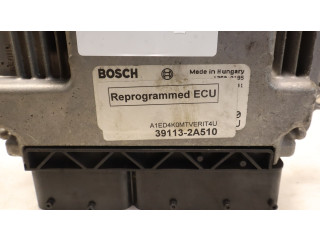 BOSCH
Made in Hungary
Reprogrammed ECU
A1ED4K0MTVERIT4U
39113-2A510